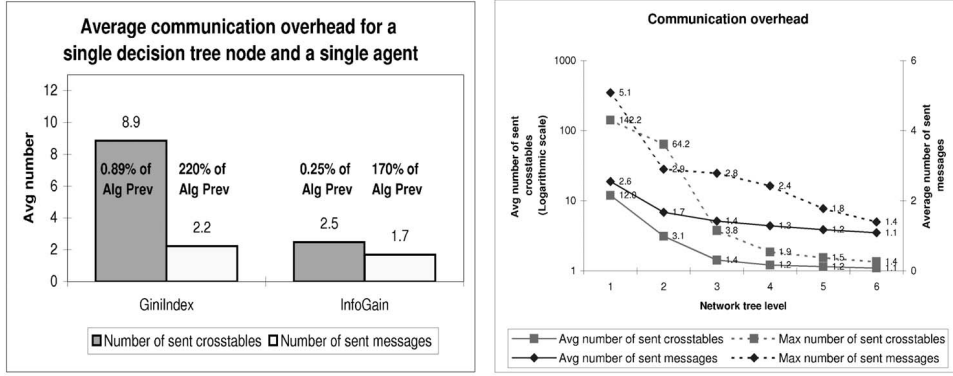 Average communication overhead for a
single decision tree node and a single agent
Avg number
12
10
8
6
4
2
0
8.9
0.89% of
Alg Prev
220% of
Alg Prev
2.2
0.25% of
Alg Prev
170% of
Alg Prev
2.5
1.7
GiniIndex
InfoGain
Number of sent crosstables
Number of sent messages
Communication overhead
Avg number of sent
crosstables
(Logarithmic scale)
1000
100
10
1
5.1
142.2
64.2
2.9
2.8
2.4
1.8
1.4
2.6
12.0
1.7
3.1
1.4
3.8
1.4
1.3
1.9
1.2
1.2
1.5
1.2
1.1
1.4
1.1
6
4
2
0
Average number of sent
messages
1 2 3 4 5 6
Network tree level
Avg number of sent crosstables
Max number of sent crosstables
Avg number of sent messages
Max number of sent messages